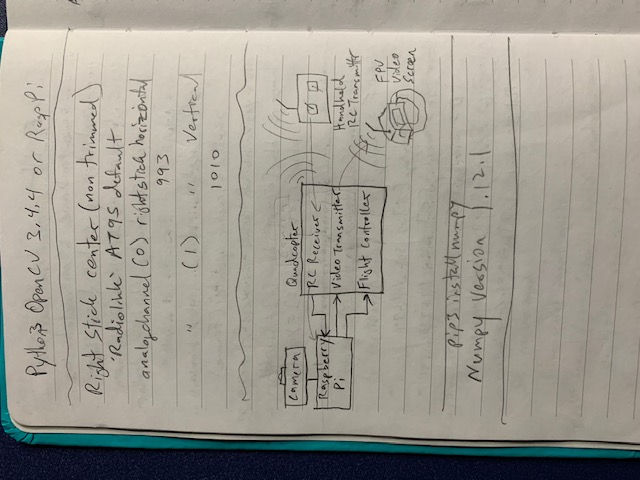 Python3 OpenCV 3.4.4 or RaspPi
Right Stick center (non trimmed)
"Radiolink" AT9S default
analogchannel (0) rightstick horizontal
993
" (1) " Vertical
1010
Camera
Raspberry
Pi
Quadcopter
RC Receiver
Video Transmitter
Flight Controller
Handheld
RC Transmitter
FPV
Video
Screen
pip3 install numpy
Numpy Version 1.12.1